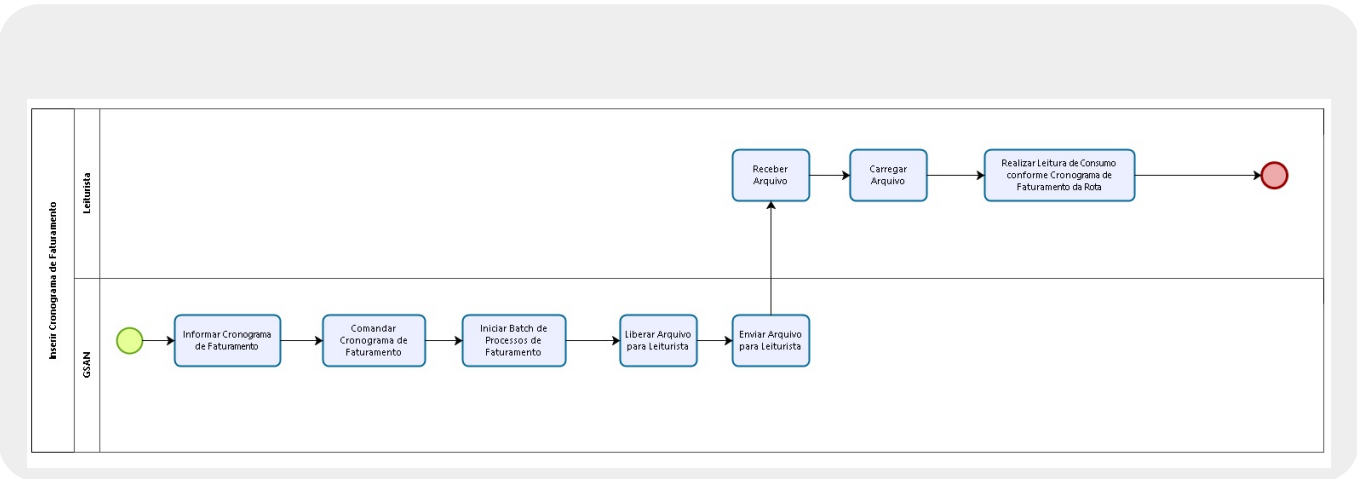 Inserir Cronograma de Faturamento
Leiturista
Receber
Arquivo
Carregar
Arquivo
Realizar Leitura de Consumo
conforme Cronograma de
Faturamento da Rota
GSAN
Informar Cronograma
de Faturamento
Comandar
Cronograma de
Faturamento
Iniciar Batch de
Processos de
Faturamento
Liberar Arquivo
para Leiturista
Enviar Arquivo
para Leiturista